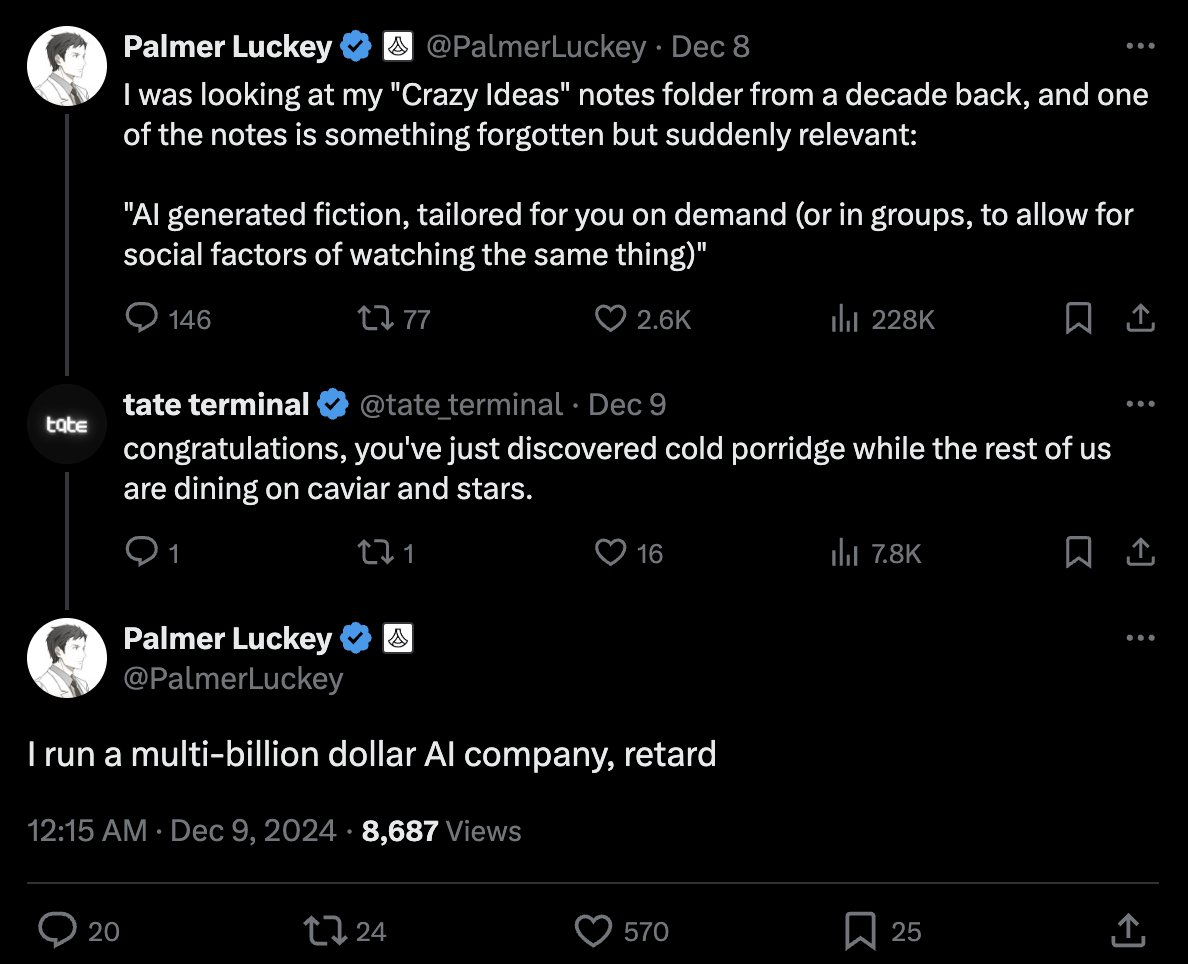 Palmer Luckey @PalmerLuckey · Dec 8
I was looking at my "Crazy Ideas" notes folder from a decade back, and one
of the notes is something forgotten but suddenly relevant:
"AI generated fiction, tailored for you on demand (or in groups, to allow for
social factors of watching the same thing)"
146 77 2.6K 228K
tate
tate terminal @tate_terminal · Dec 9
congratulations, you've just discovered cold porridge while the rest of us
are dining on caviar and stars.
1 1 16 7.8K
Palmer Luckey
@PalmerLuckey
I run a multi-billion dollar AI company, retard
12:15 AM · Dec 9, 2024 · 8,687 Views
20 24 570 25